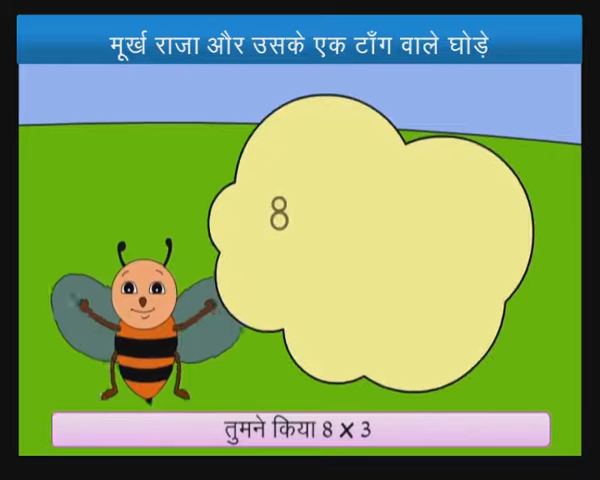 मूर्ख राजा और उसके एक टाँग वाले घोड़े
8
तुमने किया 8 x 3